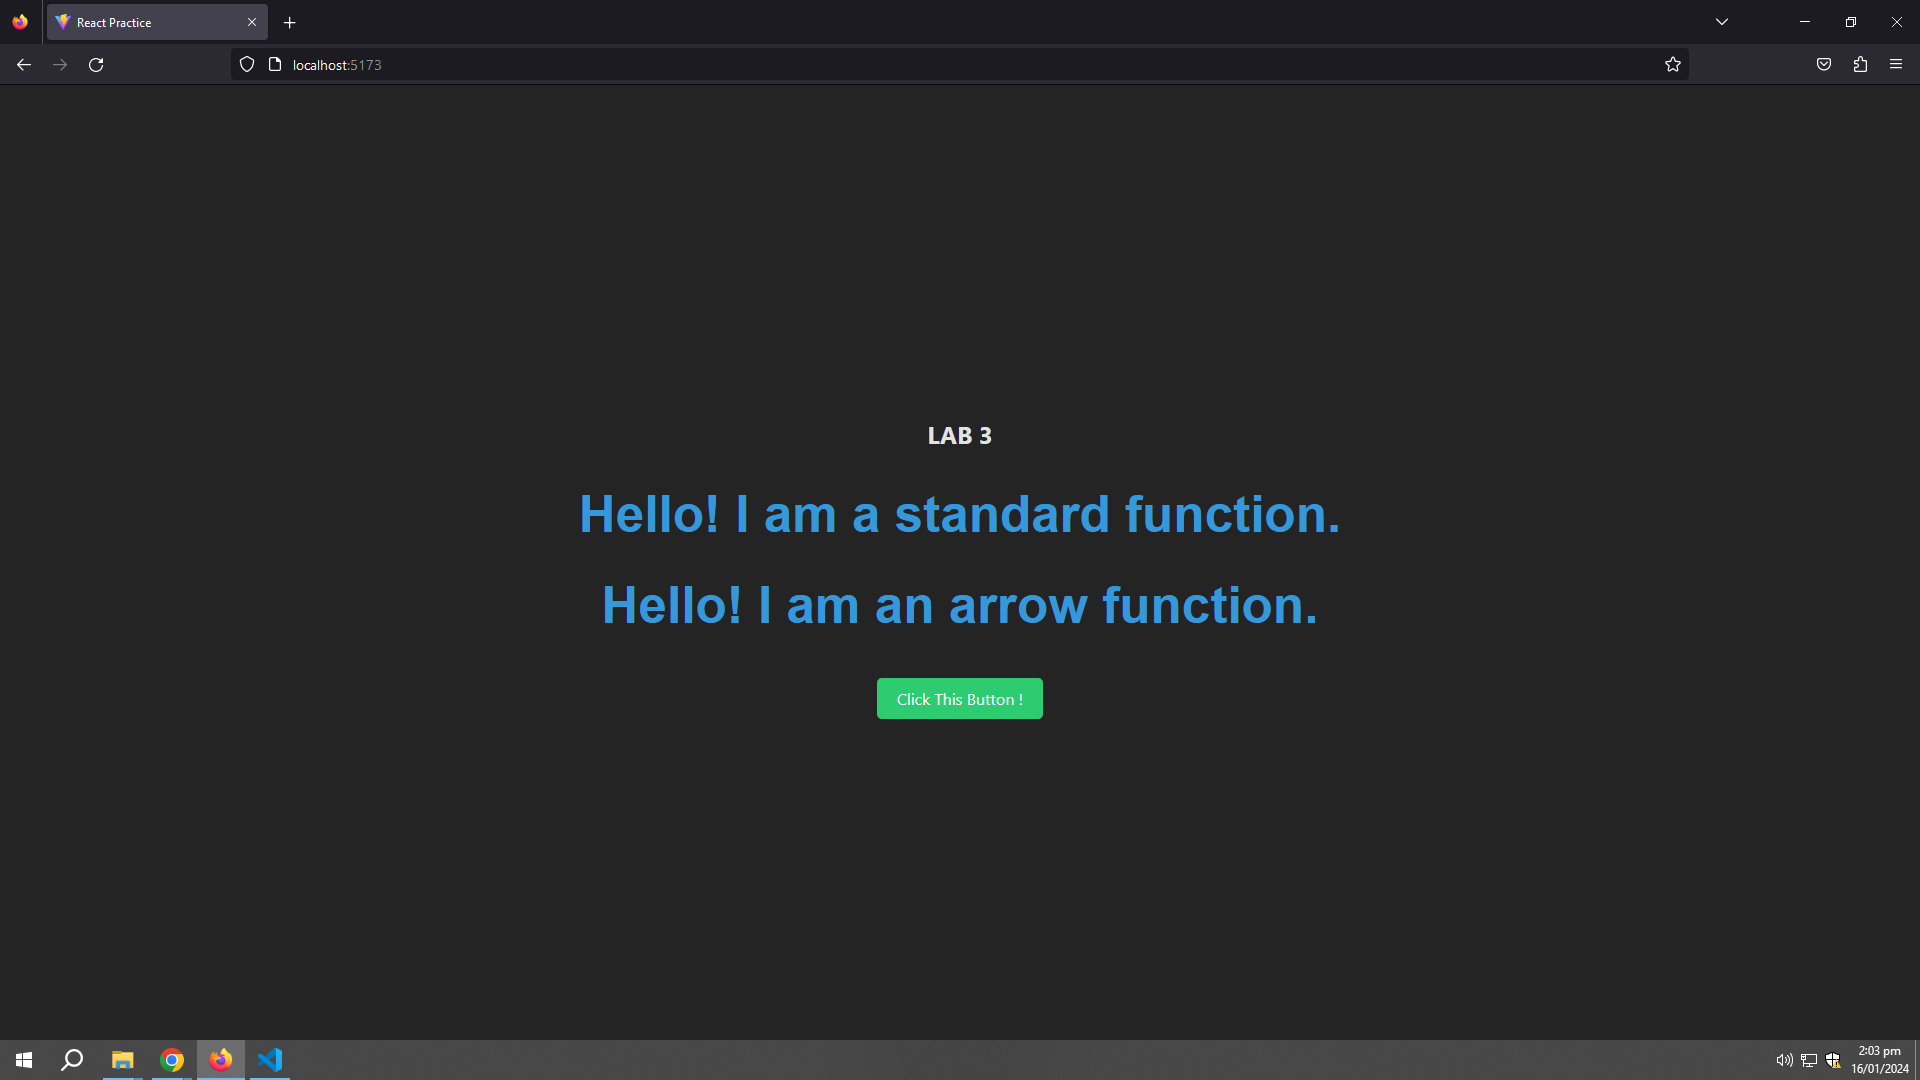 React Practice
localhost:5173
LAB 3
Hello! I am a standard function.
Hello! I am an arrow function.
Click This Button !
2:03 pm
16/01/2024